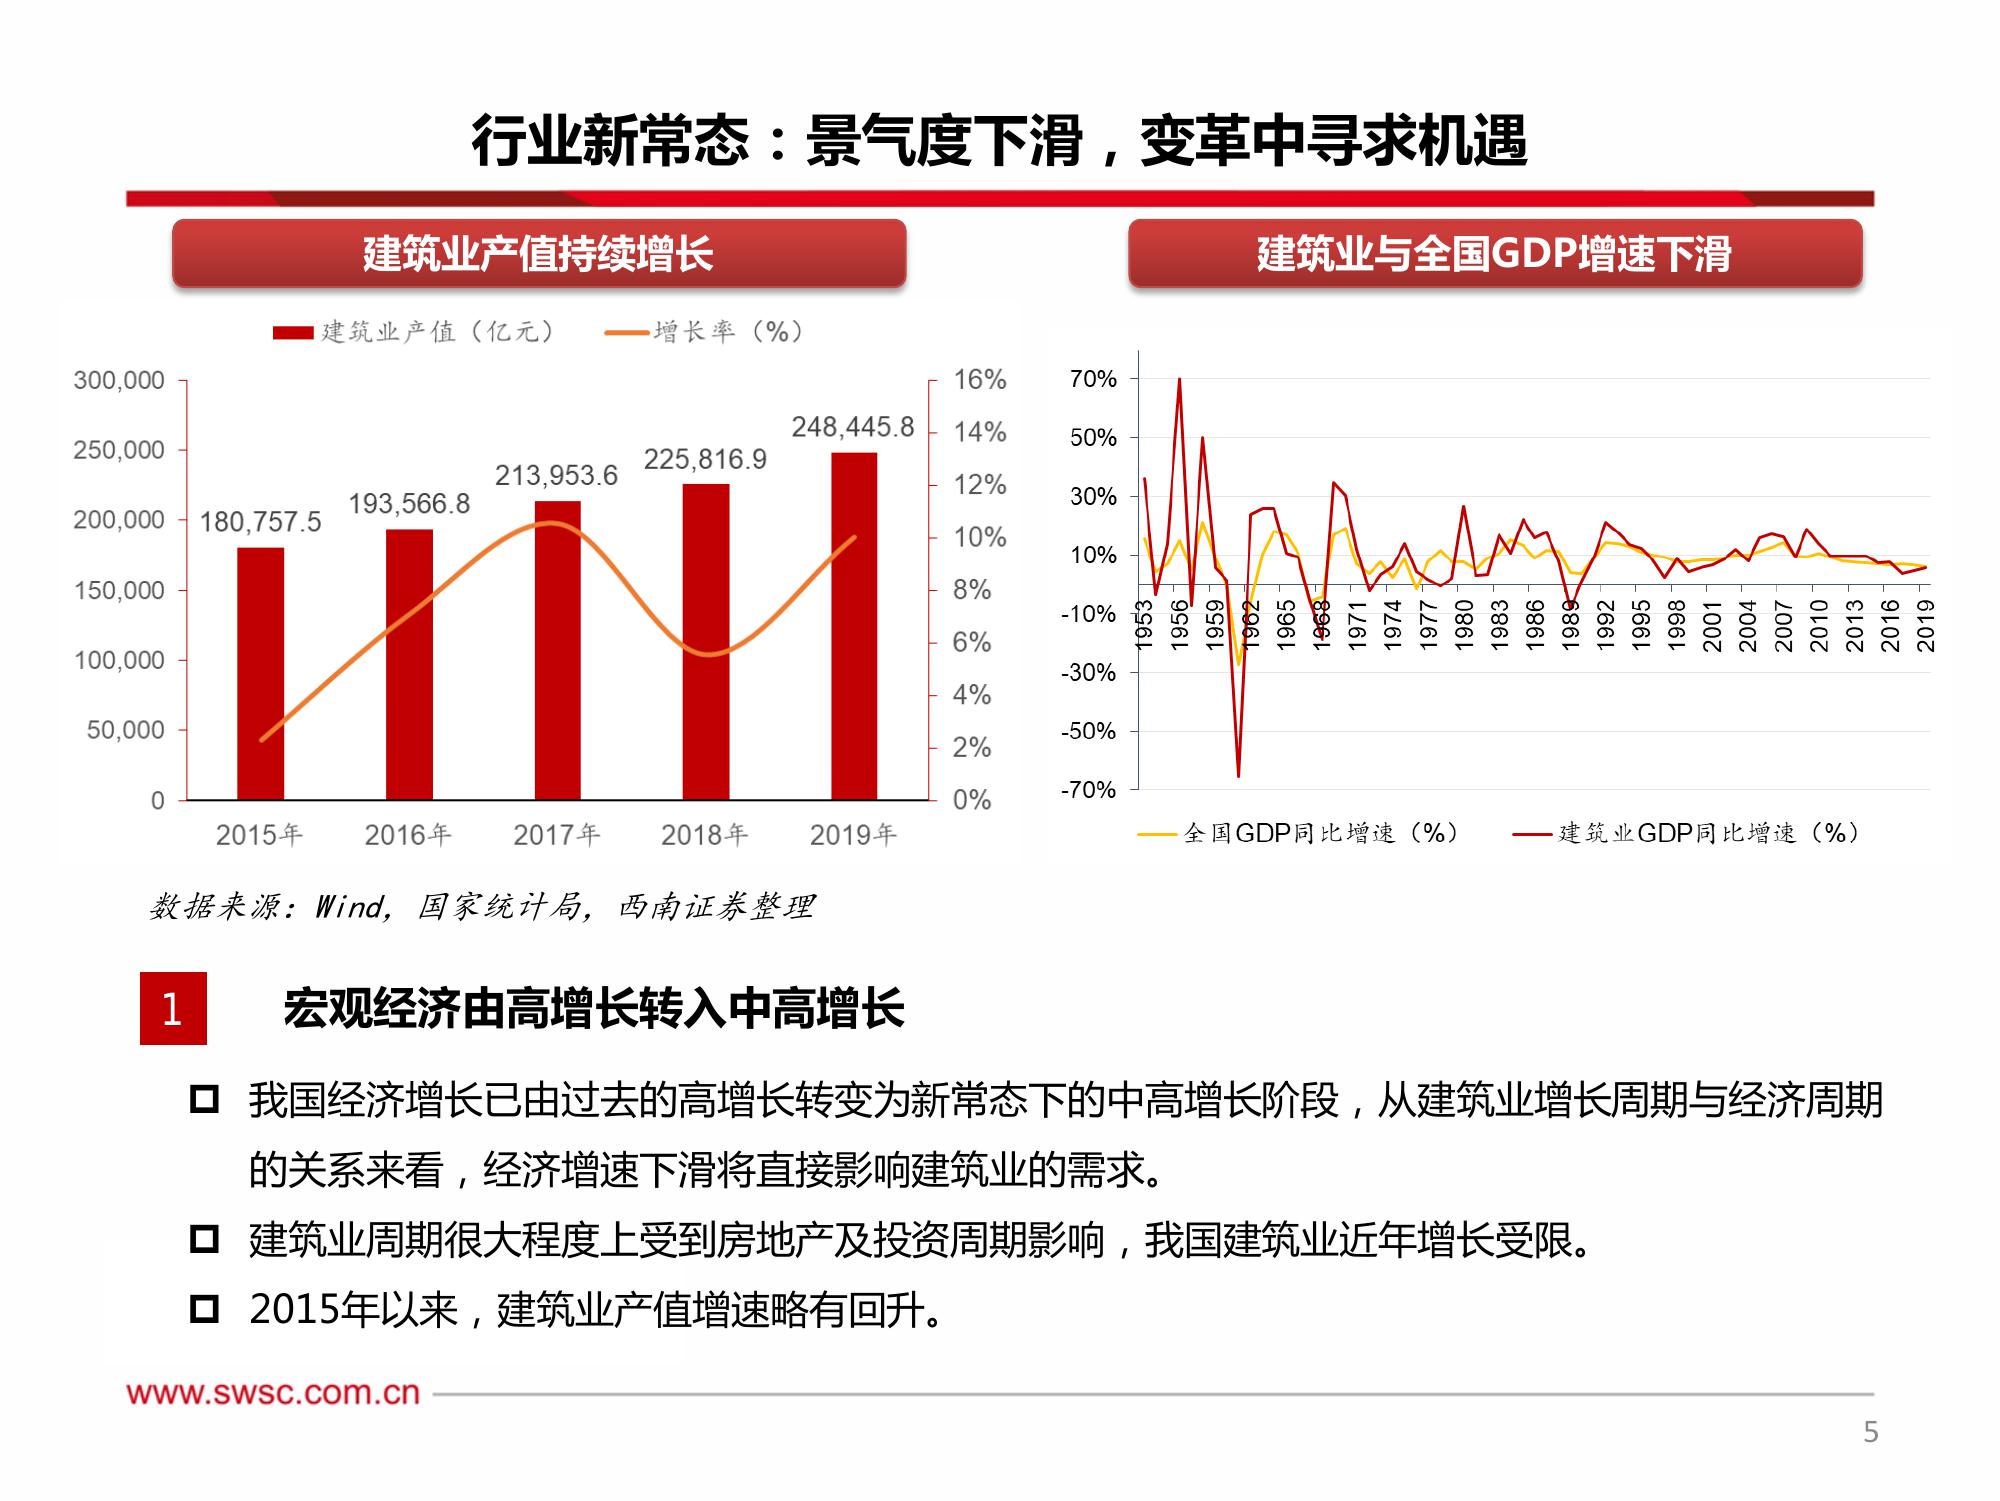 行业新常态：景气度下滑，变革中寻求机遇
建筑业产值持续增长
建筑业产值（亿元）
增长率（%）
300,000
250,000
200,000
150,000
100,000
50,000
0
16%
14%
12%
10%
8%
6%
4%
2%
0%
180,757.5
193,566.8
213,953.6
225,816.9
248,445.8
2015年
2016年
2017年
2018年
2019年
建筑业与全国GDP增速下滑
70%
50%
30%
10%
-10%
-30%
-50%
-70%
1953
1956
1959
1962
1965
1968
1971
1974
1977
1980
1983
1986
1989
1992
1995
1998
2001
2004
2007
2010
2013
2016
2019
全国GDP同比增速（%）
建筑业GDP同比增速（%）
数据来源：Wind，国家统计局，西南证券整理
1
宏观经济由高增长转入中高增长
我国经济增长已由过去的高增长转变为新常态下的中高增长阶段，从建筑业增长周期与经济周期
的关系来看，经济增速下滑将直接影响建筑业的需求。
建筑业周期很大程度上受到房地产及投资周期影响，我国建筑业近年增长受限。
2015年以来，建筑业产值增速略有回升。
www.swsc.com.cn
5